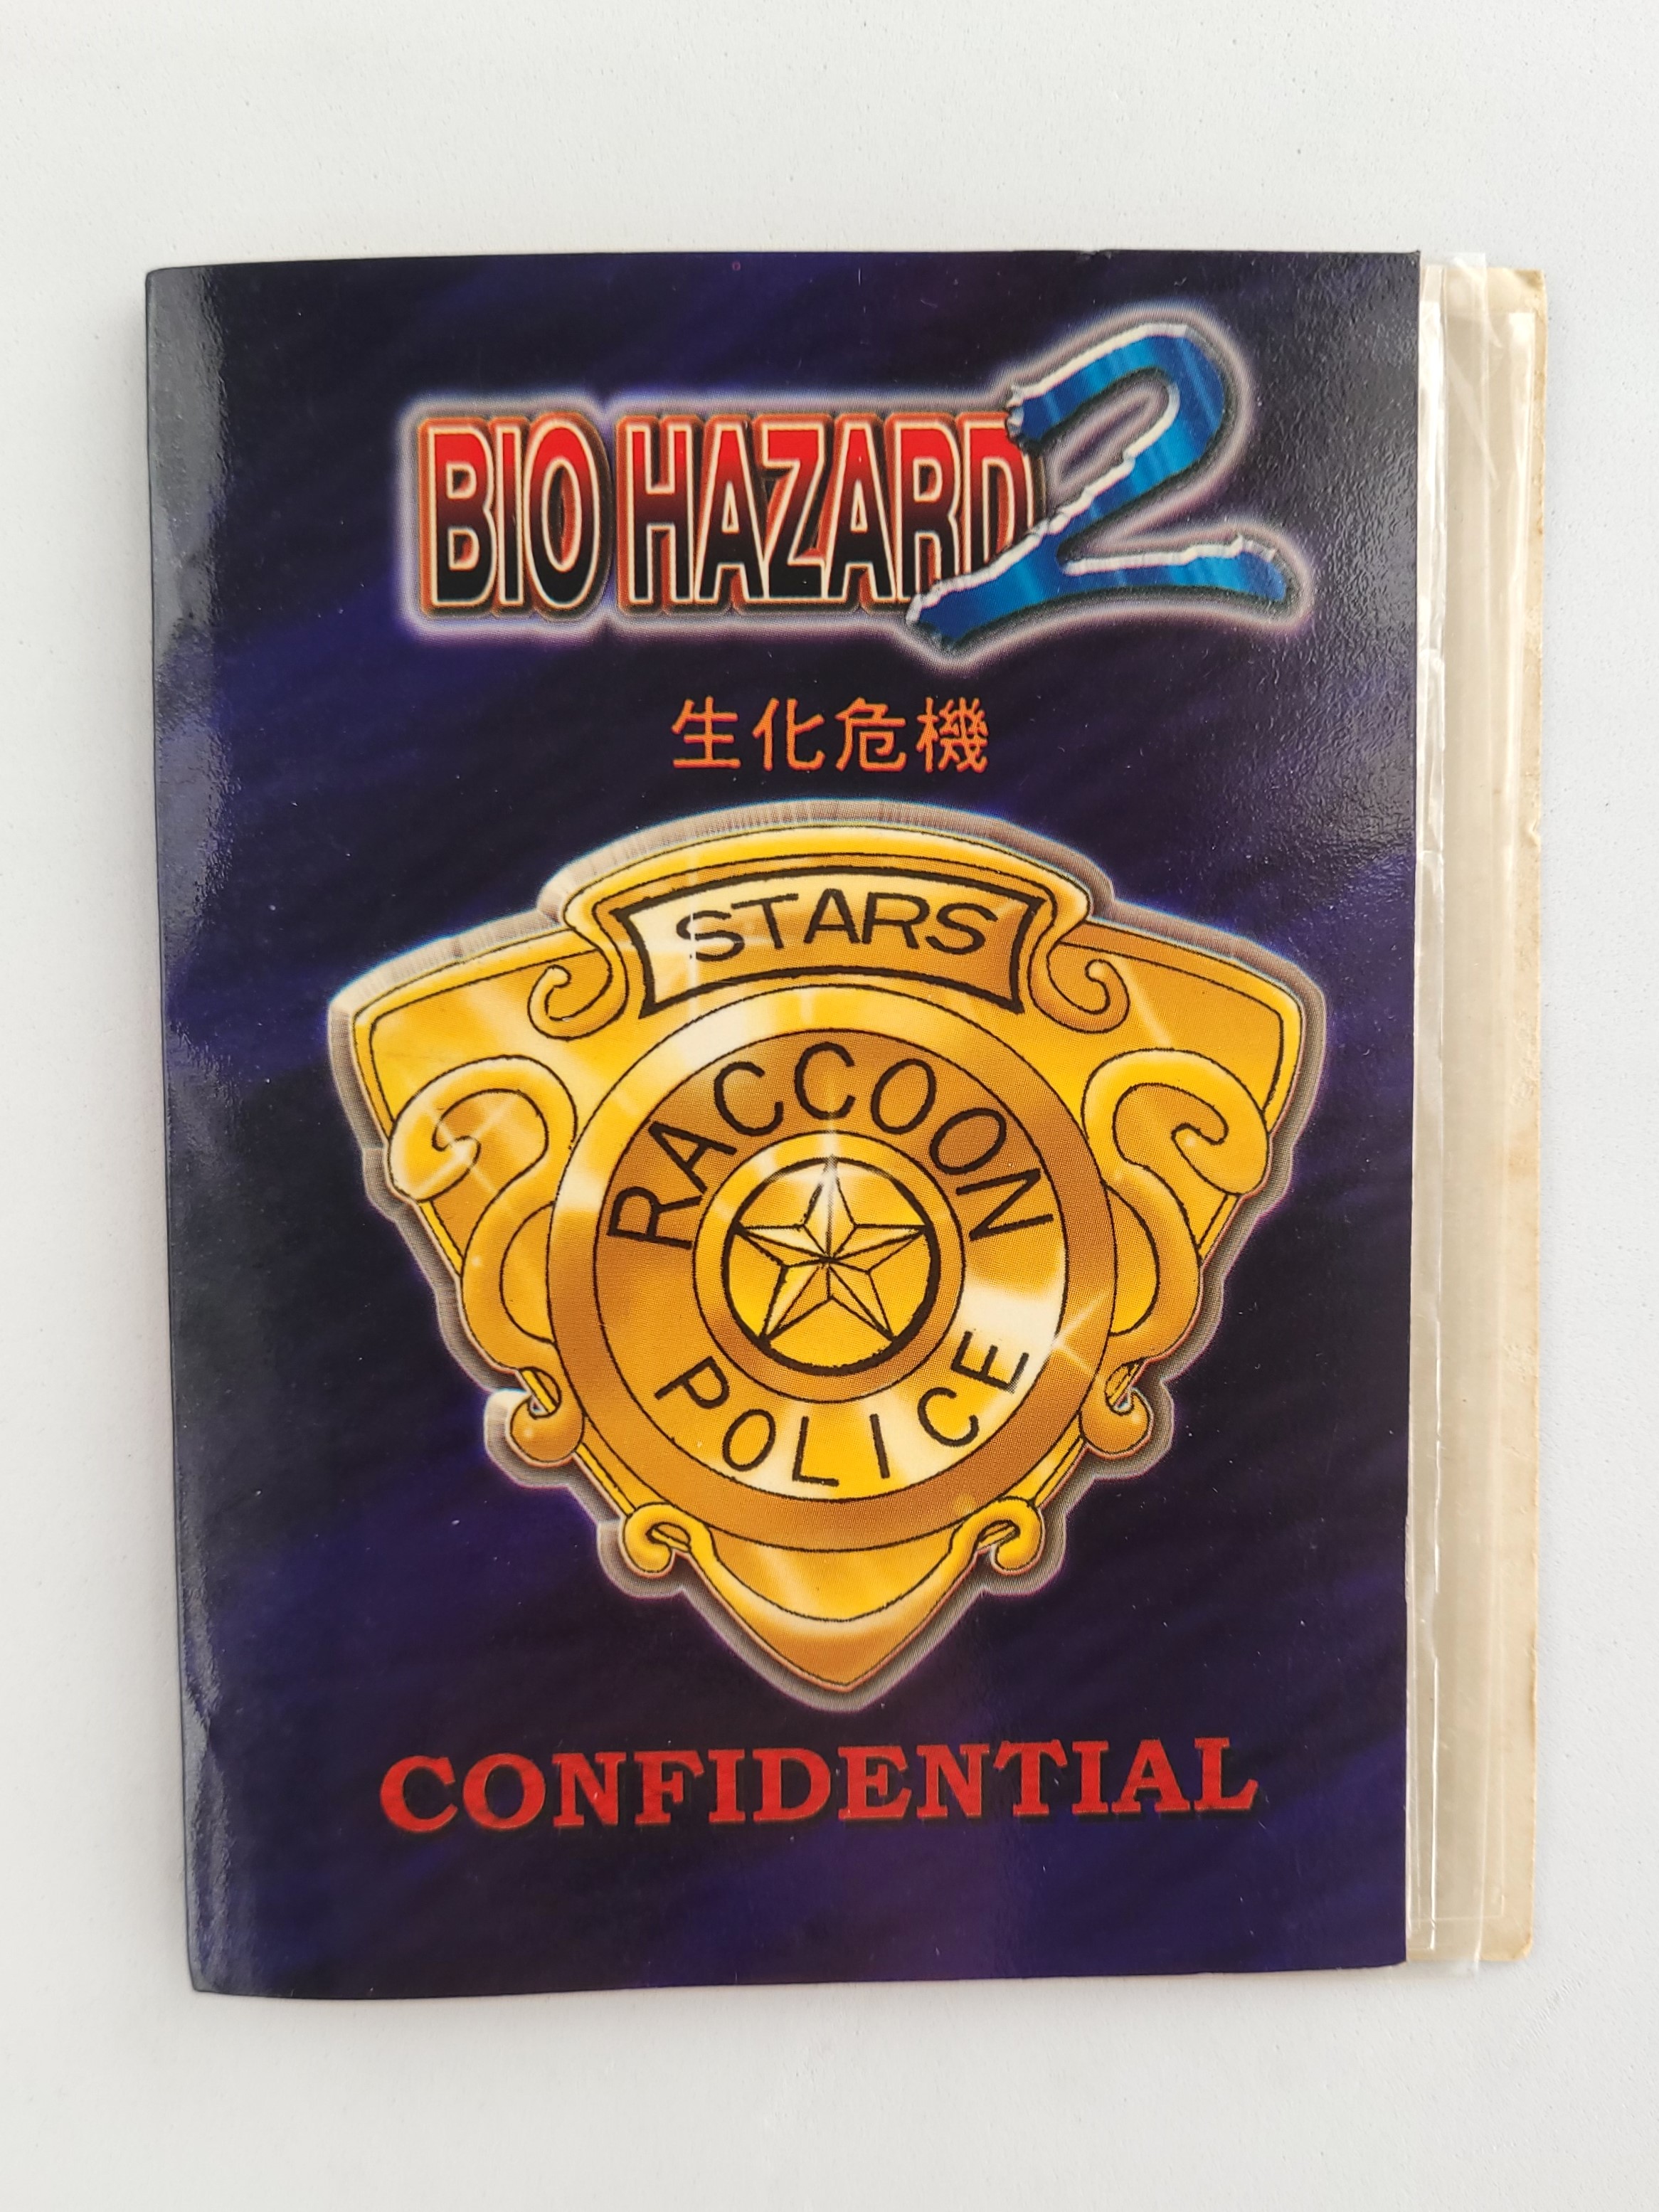 BIO HAZARD 2
生化危機
STARS
RACCOON
POLICE
CONFIDENTIAL